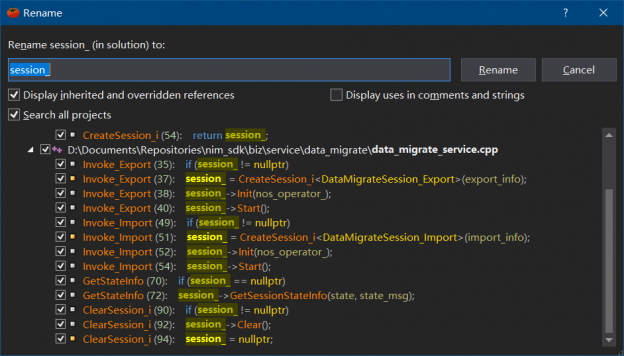 Rename
? ×
Rename session_ (in solution) to:
session_
Rename
Cancel
Display inherited and overridden references
Display uses in comments and strings
Search all projects
CreateSession_i (54): return session_;
D:\Documents\Repositories\nim_sdk\biz\service\data_migrate\data_migrate_service.cpp
Invoke_Export (35): if (session_ != nullptr)
Invoke_Export (37): session_ = CreateSession_i<DataMigrateSession_Export>(export_info);
Invoke_Export (38): session_->Init(nos_operator_);
Invoke_Export (40): session_->Start();
Invoke_Import (49): if (session_ != nullptr)
Invoke_Import (51): session_ = CreateSession_i<DataMigrateSession_Import>(import_info);
Invoke_Import (52): session_->Init(nos_operator_);
Invoke_Import (54): session_->Start();
GetStateInfo (70): if (session_ == nullptr)
GetStateInfo (72): session_->GetSessionStateInfo(state, state_msg);
ClearSession_i (90): if (session_ != nullptr)
ClearSession_i (92): session_->Clear();
ClearSession_i (94): session_ = nullptr;